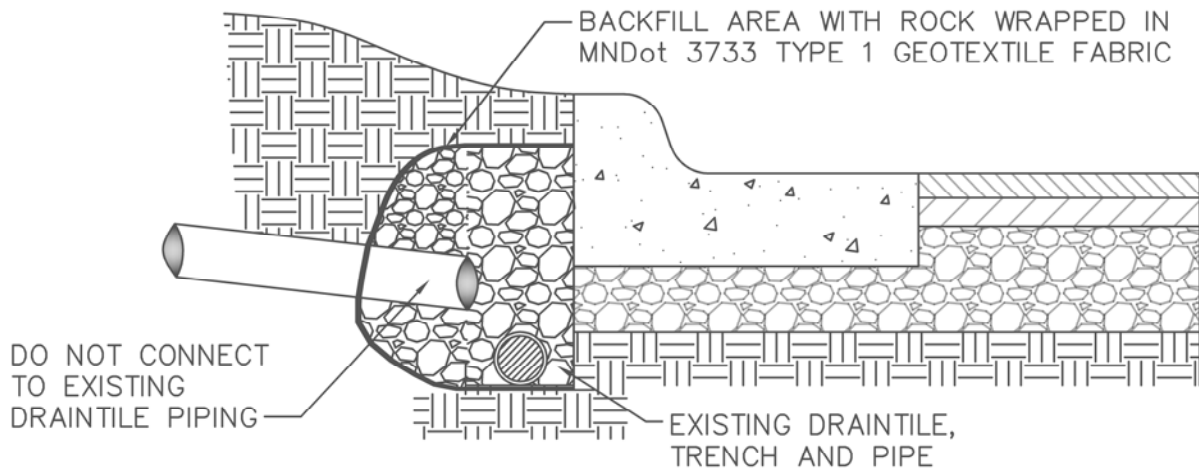 BACKFILL AREA WITH ROCK WRAPPED IN
MNDot 3733 TYPE 1 GEOTEXTILE FABRIC
DO NOT CONNECT
TO EXISTING
DRAINTILE PIPING
EXISTING DRAINTILE,
TRENCH AND PIPE